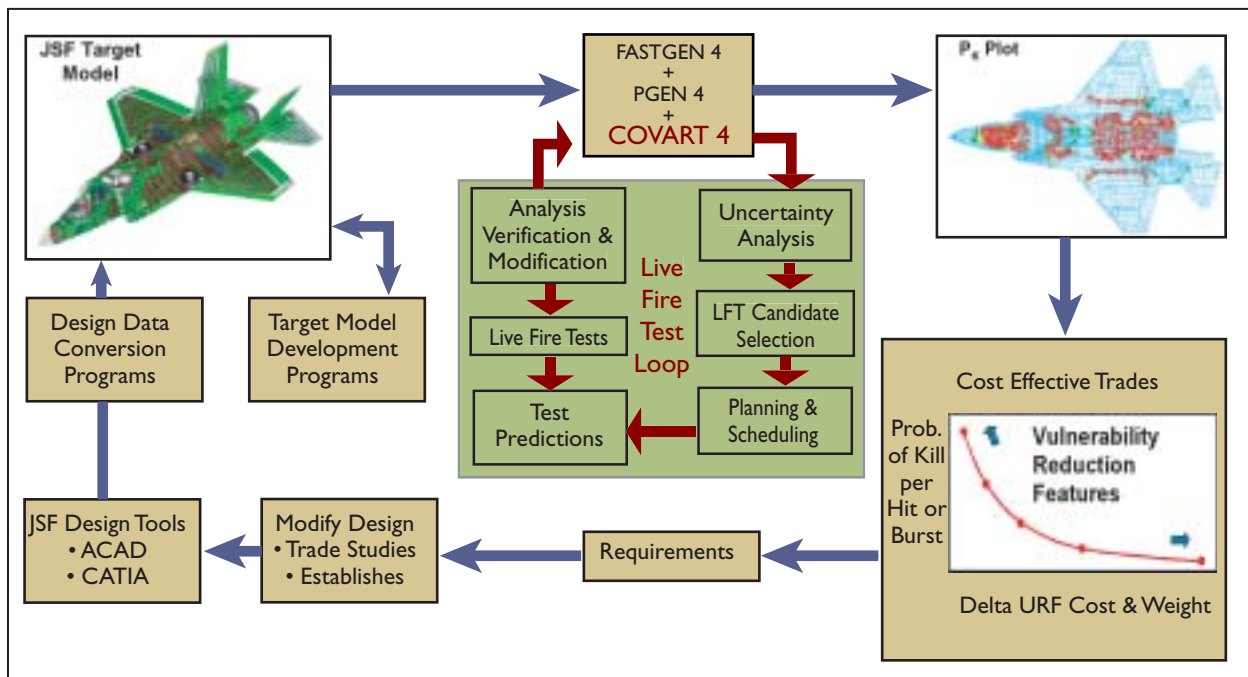 JSF Target
Model
FASTGEN 4
+
PGEN 4
+
COVART 4
Pk Plot
Analysis
Verification &
Modification
Uncertainty
Analysis
Live
Fire
Test
Loop
Live Fire Tests
LFT Candidate
Selection
Test
Predictions
Planning &
Scheduling
Design Data
Conversion
Programs
Target Model
Development
Programs
Cost Effective Trades
Prob.
of Kill
per
Hit or
Burst
Vulnerability
Reduction
Features
Delta URF Cost & Weight
JSF Design Tools
• ACAD
• CATIA
Modify Design
• Trade Studies
• Establishes
Requirements